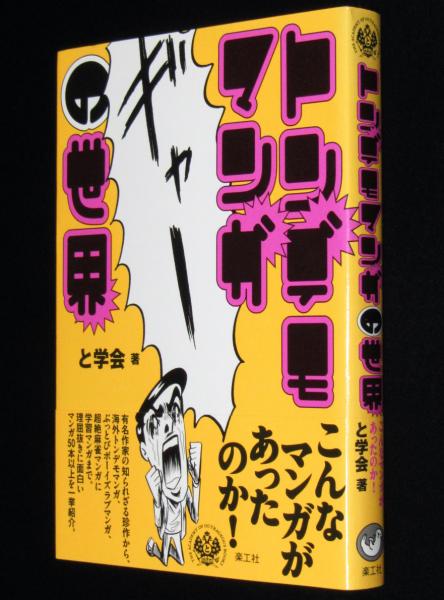 トンデモ
マンガ
の世界
ギャー
と学会 著
こんな
マンガが
あった
のか!
有名作家の知られざる珍作から、
海外トンデモマンガ、
ぶっとびボーイズラブマンガ、
超絶麻雀マンガに
学習マンガまで。
理屈抜きに面白い
マンガ50本以上を一挙紹介。
楽工社
トンデモマンガの世界
こんなマンガが
あったのか!
と学会 著
楽工社